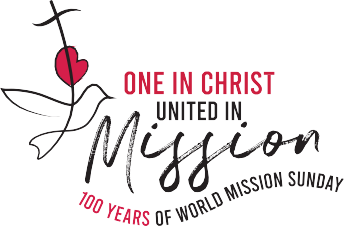 ONE IN CHRIST
UNITED IN
Mission
100 YEARS OF WORLD MISSION SUNDAY